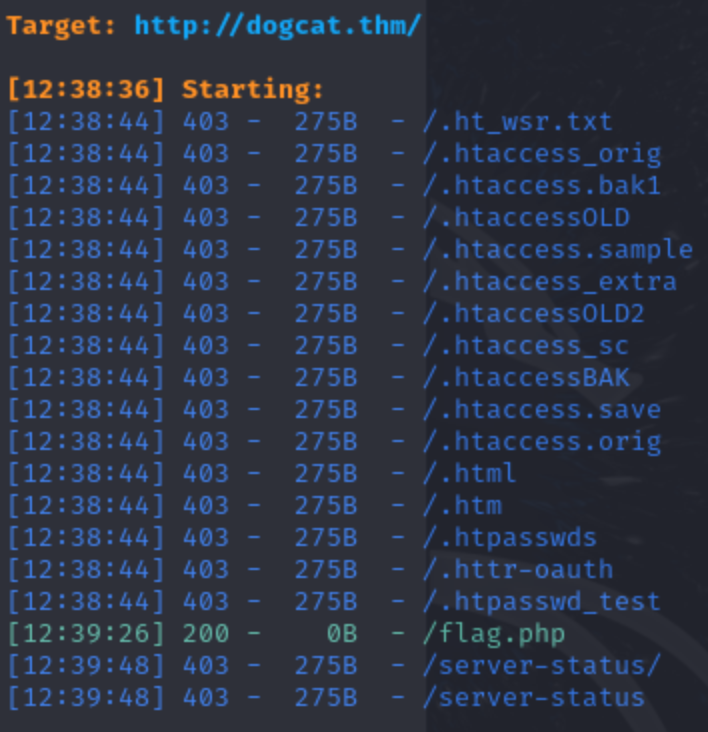 Target: http://dogcat.thm/
[12:38:36] Starting:
[12:38:44] 403 -  275B  - /.ht_wsr.txt
[12:38:44] 403 -  275B  - /.htaccess_orig
[12:38:44] 403 -  275B  - /.htaccess.bak1
[12:38:44] 403 -  275B  - /.htaccessOLD
[12:38:44] 403 -  275B  - /.htaccess.sample
[12:38:44] 403 -  275B  - /.htaccess_extra
[12:38:44] 403 -  275B  - /.htaccessOLD2
[12:38:44] 403 -  275B  - /.htaccess_sc
[12:38:44] 403 -  275B  - /.htaccessBAK
[12:38:44] 403 -  275B  - /.htaccess.save
[12:38:44] 403 -  275B  - /.htaccess.orig
[12:38:44] 403 -  275B  - /.html
[12:38:44] 403 -  275B  - /.htm
[12:38:44] 403 -  275B  - /.htpasswds
[12:38:44] 403 -  275B  - /.httr-oauth
[12:38:44] 403 -  275B  - /.htpasswd_test
[12:39:26] 200 -    0B  - /flag.php
[12:39:48] 403 -  275B  - /server-status/
[12:39:48] 403 -  275B  - /server-status